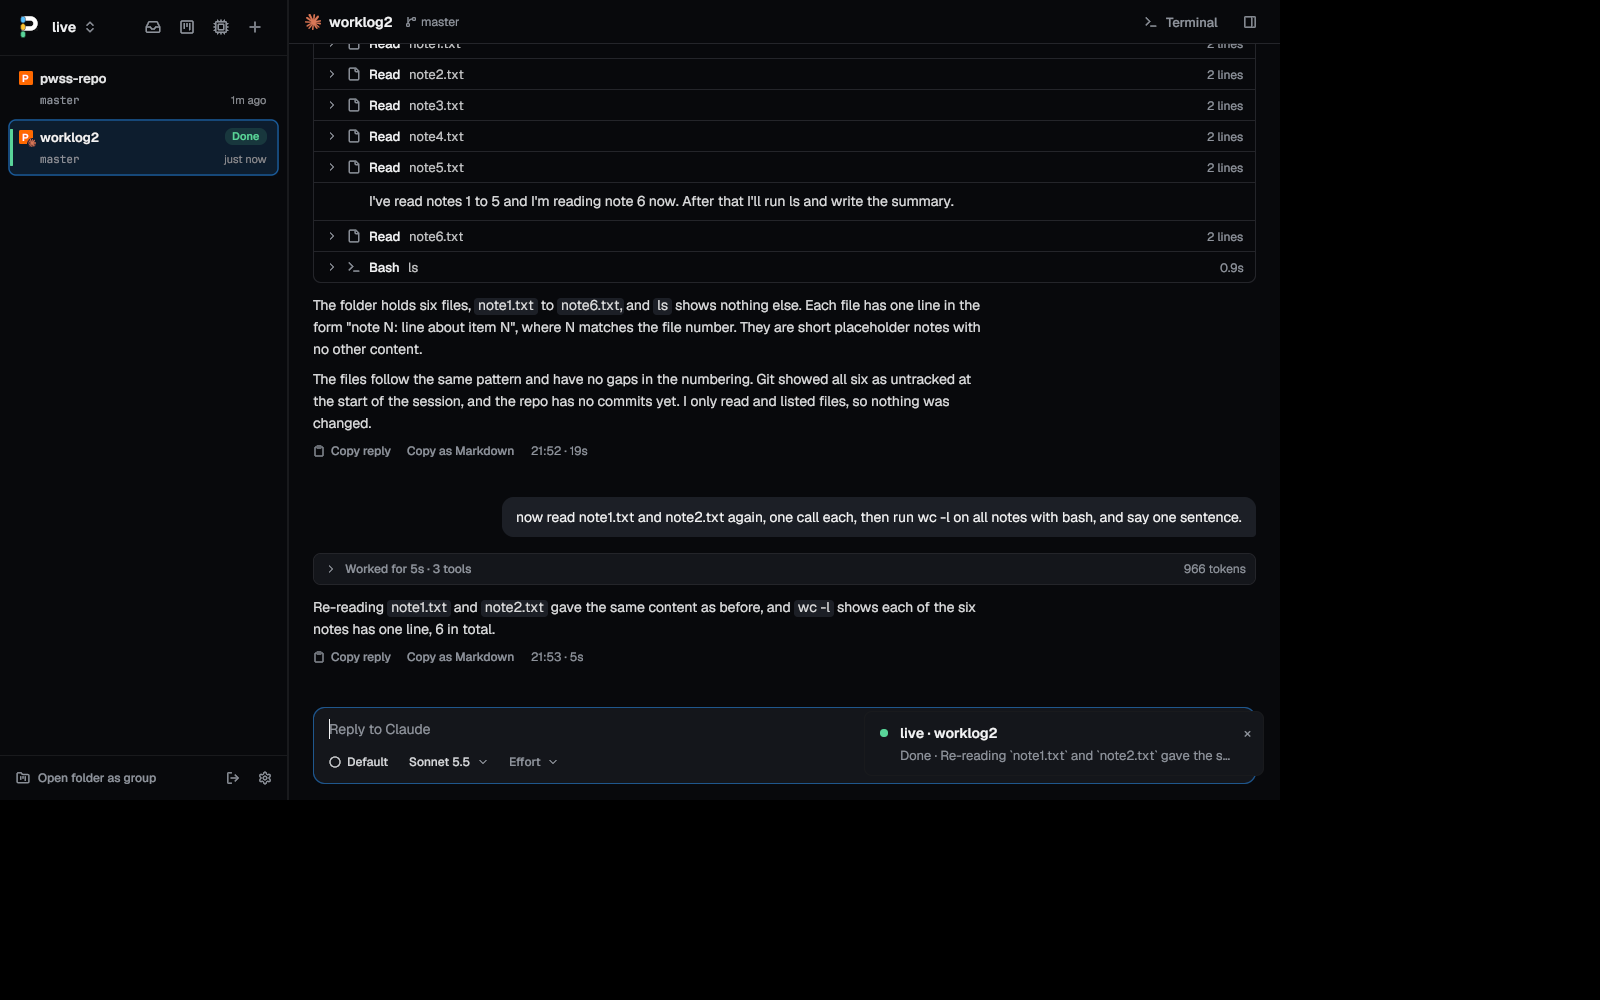 live
pwss-repo
master
1m ago
worklog2
Done
master
just now
Open folder as group
worklog2
master
Terminal
Read note1.txt
2 lines
Read note2.txt
2 lines
Read note3.txt
2 lines
Read note4.txt
2 lines
Read note5.txt
2 lines
I've read notes 1 to 5 and I'm reading note 6 now. After that I'll run ls and write the summary.
Read note6.txt
2 lines
Bash ls
0.9s
The folder holds six files, note1.txt to note6.txt, and ls shows nothing else. Each file has one line in the
form "note N: line about item N", where N matches the file number. They are short placeholder notes with
no other content.
The files follow the same pattern and have no gaps in the numbering. Git showed all six as untracked at
the start of the session, and the repo has no commits yet. I only read and listed files, so nothing was
changed.
Copy reply Copy as Markdown 21:52 · 19s
now read note1.txt and note2.txt again, one call each, then run wc -l on all notes with bash, and say one sentence.
Worked for 5s · 3 tools
966 tokens
Re-reading note1.txt and note2.txt gave the same content as before, and wc -l shows each of the six
notes has one line, 6 in total.
Copy reply Copy as Markdown 21:53 · 5s
Reply to Claude
Default Sonnet 5.5 Effort
live · worklog2
Done · Re-reading `note1.txt` and `note2.txt` gave the s...